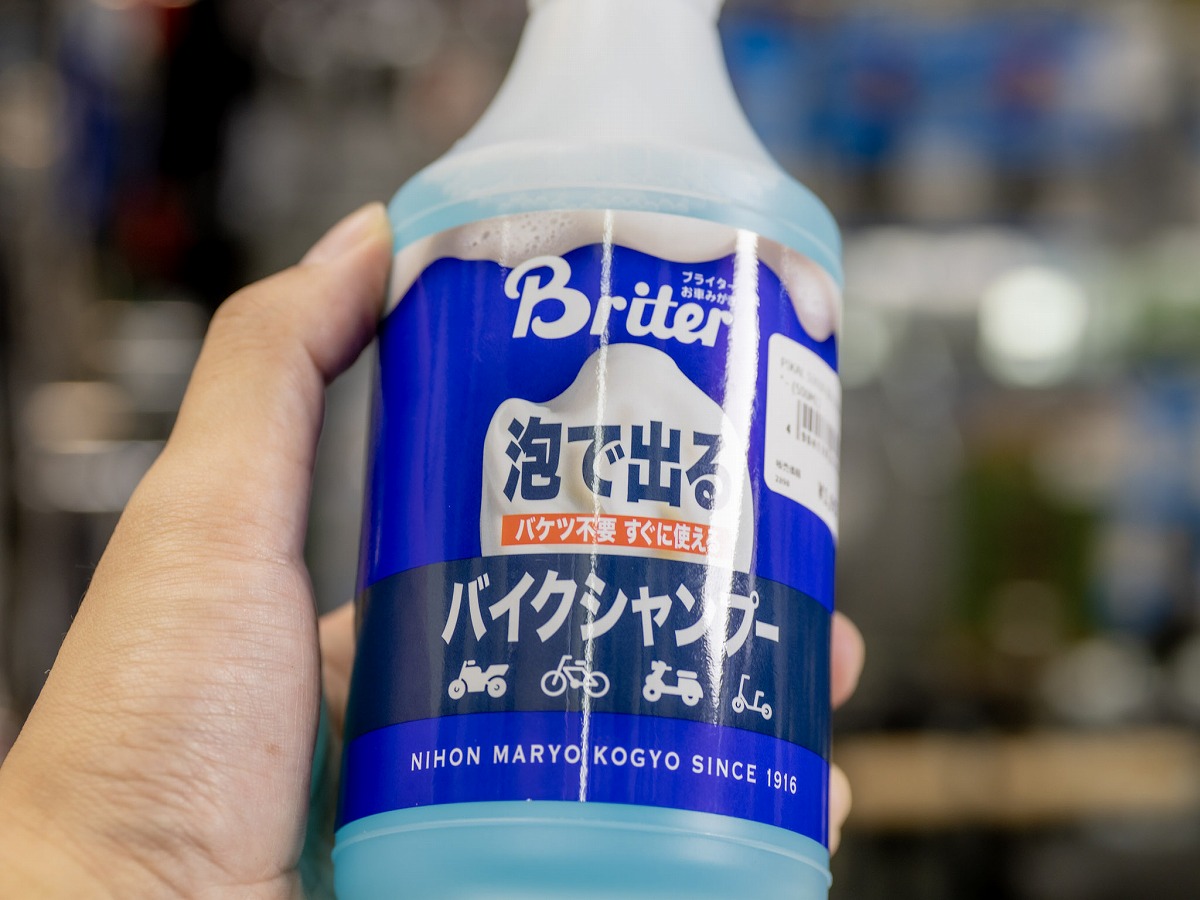 Briter
ブライター
お車みがき
泡で出る
バケツ不要 すぐに使える
バイクシャンプー
NIHON MARYO KOGYO SINCE 1916